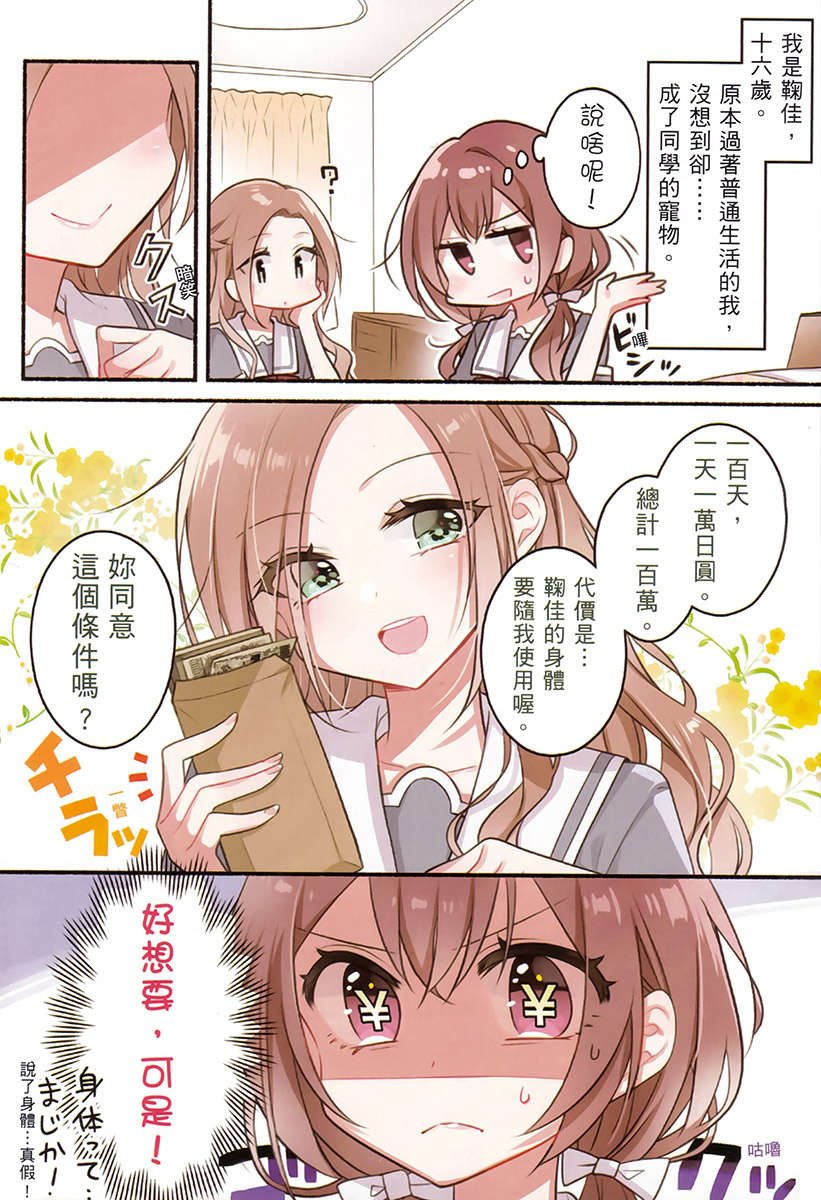 我是鞠佳，
十六歲。
原本過著普通生活的我，
沒想到卻……
成了同學的寵物。
說啥呢！
?
ビシッ
嗶
クスッ
暗笑
一百天，
一天一萬日圓。
總計一百萬。
代價是…
鞠佳的身體
要隨我使用喔。
妳同意
這個條件嗎？
チラッ
一瞥
¥ ¥
好想要，可是！
身体って…
まじか！
說了身體…真假！
咕嚕